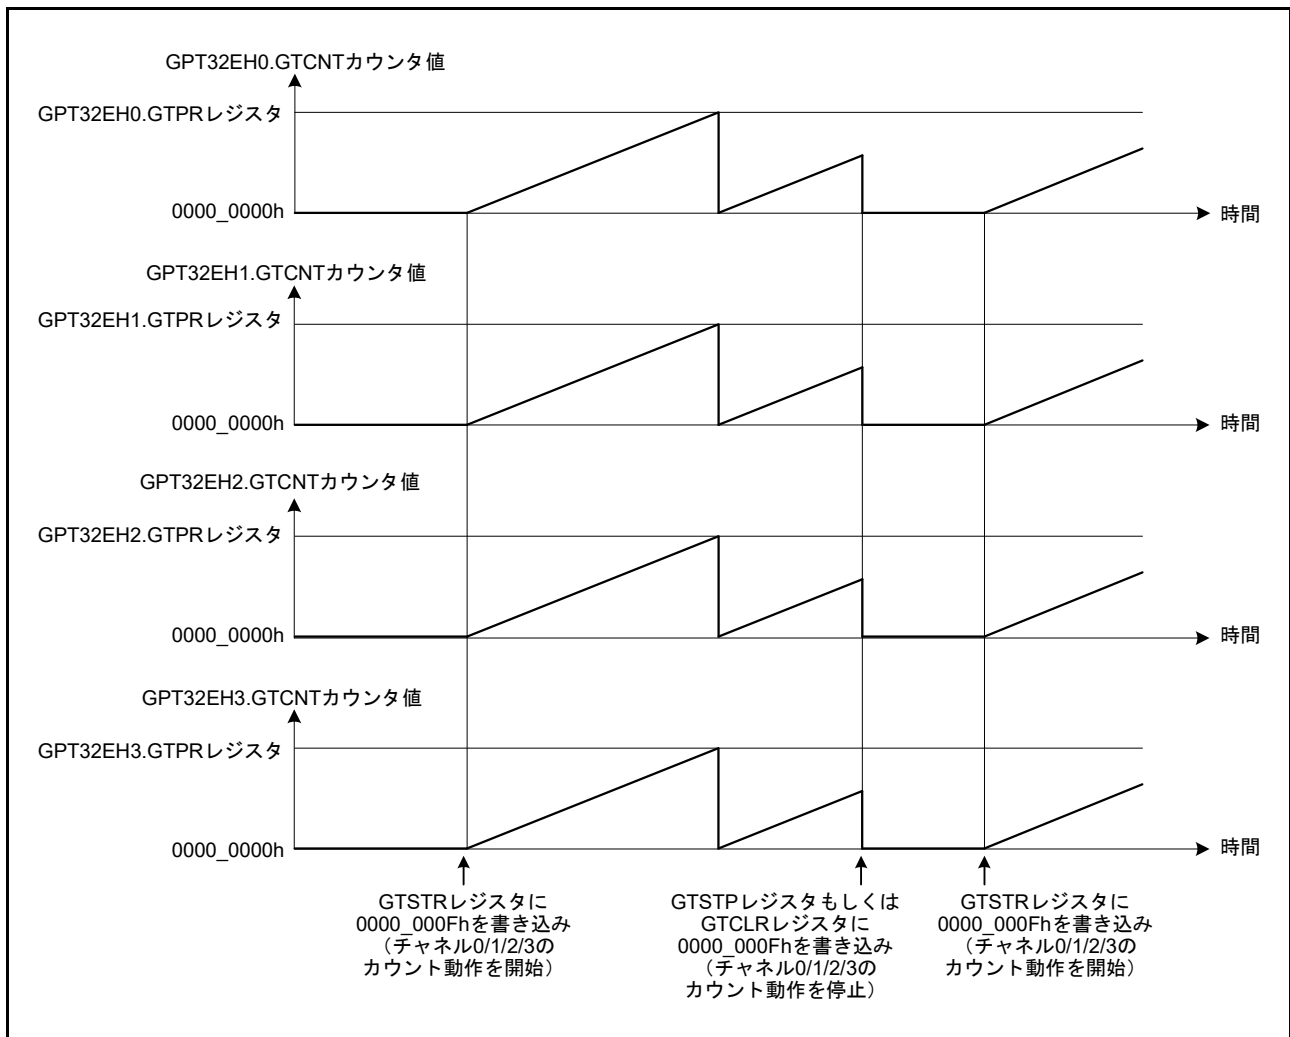 GPT32EH0.GTCNTカウンタ値
GPT32EH0.GTPRレジスタ
0000_0000h
時間
GPT32EH1.GTCNTカウンタ値
GPT32EH1.GTPRレジスタ
0000_0000h
時間
GPT32EH2.GTCNTカウンタ値
GPT32EH2.GTPRレジスタ
0000_0000h
時間
GPT32EH3.GTCNTカウンタ値
GPT32EH3.GTPRレジスタ
0000_0000h
時間
GTSTRレジスタに
0000_000Fhを書き込み
（チャネル0/1/2/3の
カウント動作を開始）
GTSTPレジスタもしくは
GTCLRレジスタに
0000_000Fhを書き込み
（チャネル0/1/2/3の
カウント動作を停止）
GTSTRレジスタに
0000_000Fhを書き込み
（チャネル0/1/2/3の
カウント動作を開始）